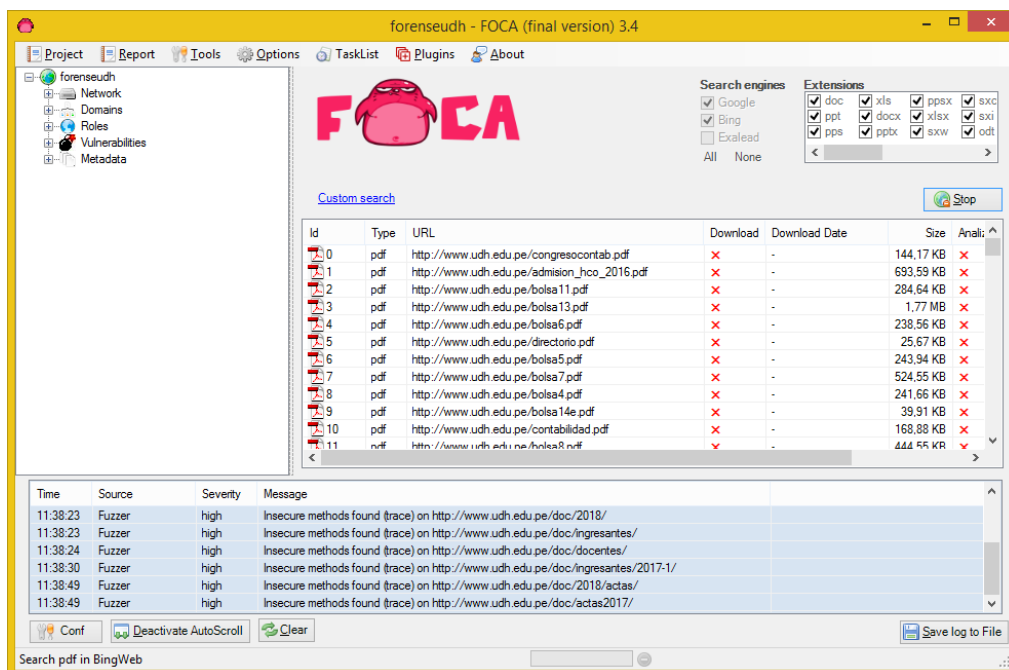 forenseudh - FOCA (final version) 3.4
Project Report Tools Options TaskList Plugins About
forenseudh
Network
Domains
Roles
Vulnerabilities
Metadata
FOCA
Search engines
Google
Bing
Exalead
All None
Extensions
doc xls ppsx sxc
ppt docx xlsx sxi
pps pptx sxw odt
Custom search
Stop
Id Type URL Download Download Date Size Analiz
0 pdf http://www.udh.edu.pe/congresocontab.pdf - 144,17 KB
1 pdf http://www.udh.edu.pe/admision_hco_2016.pdf - 693,59 KB
2 pdf http://www.udh.edu.pe/bolsa11.pdf - 284,64 KB
3 pdf http://www.udh.edu.pe/bolsa13.pdf - 1,77 MB
4 pdf http://www.udh.edu.pe/bolsa6.pdf - 238,56 KB
5 pdf http://www.udh.edu.pe/directorio.pdf - 25,67 KB
6 pdf http://www.udh.edu.pe/bolsa5.pdf - 243,94 KB
7 pdf http://www.udh.edu.pe/bolsa7.pdf - 524,55 KB
8 pdf http://www.udh.edu.pe/bolsa4.pdf - 241,66 KB
9 pdf http://www.udh.edu.pe/bolsa14e.pdf - 39,91 KB
10 pdf http://www.udh.edu.pe/contabilidad.pdf - 168,88 KB
11 pdf http://www.udh.edu.pe/bolsa8.pdf - 444,55 KB
Time Source Severity Message
11:38:23 Fuzzer high Insecure methods found (trace) on http://www.udh.edu.pe/doc/2018/
11:38:23 Fuzzer high Insecure methods found (trace) on http://www.udh.edu.pe/doc/ingresantes/
11:38:24 Fuzzer high Insecure methods found (trace) on http://www.udh.edu.pe/doc/docentes/
11:38:30 Fuzzer high Insecure methods found (trace) on http://www.udh.edu.pe/doc/ingresantes/2017-1/
11:38:49 Fuzzer high Insecure methods found (trace) on http://www.udh.edu.pe/doc/2018/actas/
11:38:49 Fuzzer high Insecure methods found (trace) on http://www.udh.edu.pe/doc/actas2017/
Conf Deactivate AutoScroll Clear Save log to File
Search pdf in BingWeb